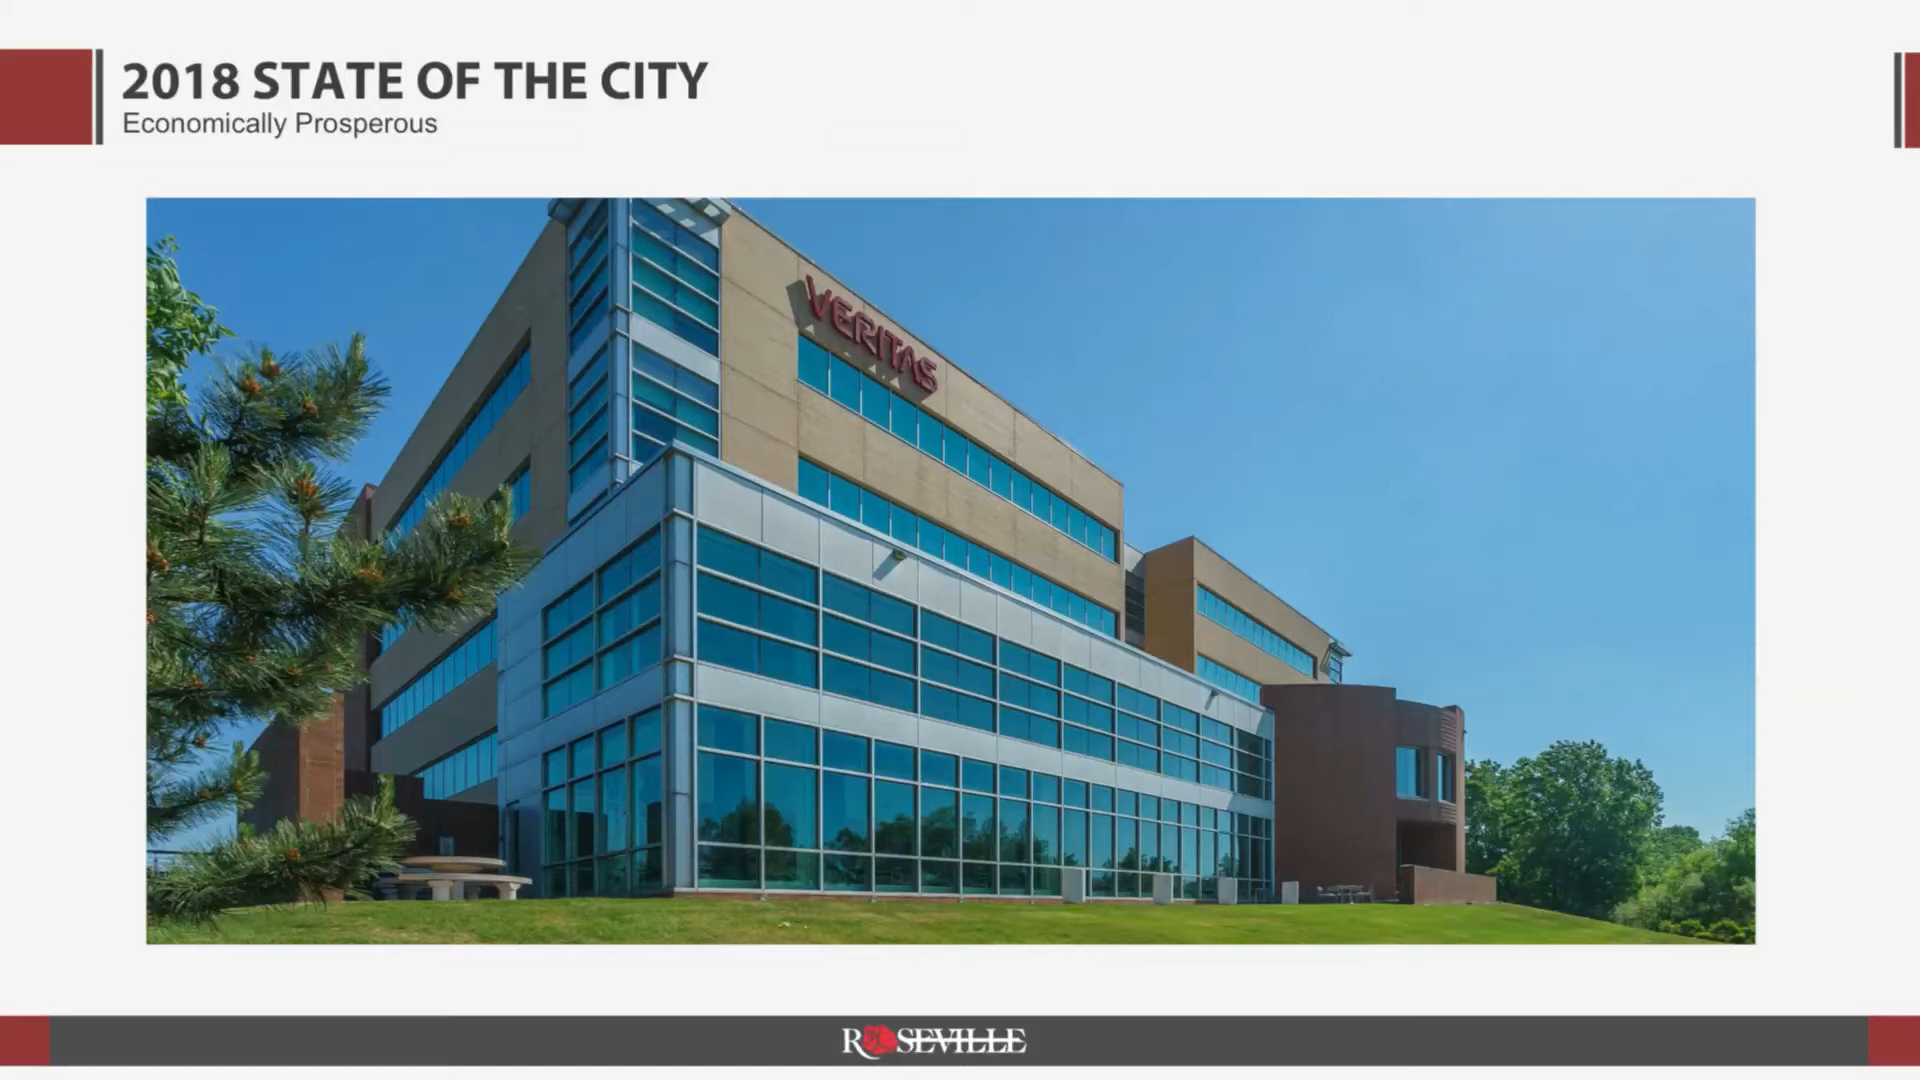 2018 STATE OF THE CITY
Economically Prosperous
VERITAS
ROSEVILLE